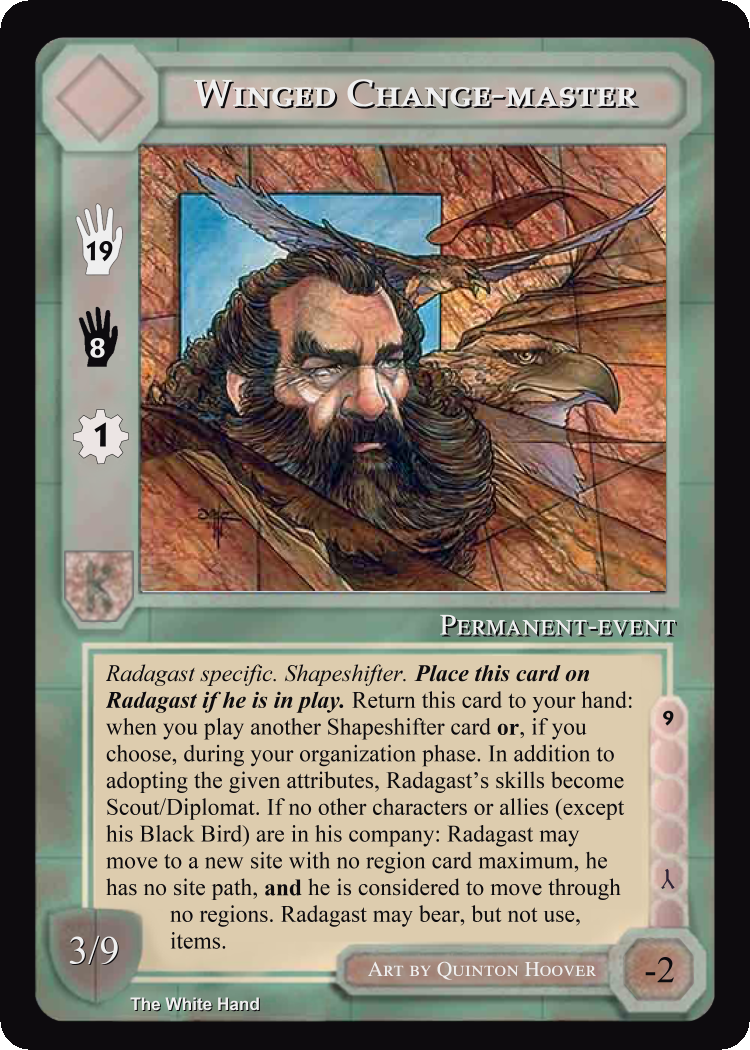 Winged Change-master
19
8
1
K
Permanent-event
Radagast specific. Shapeshifter. Place this card on
Radagast if he is in play. Return this card to your hand:
when you play another Shapeshifter card or, if you
choose, during your organization phase. In addition to
adopting the given attributes, Radagast's skills become
Scout/Diplomat. If no other characters or allies (except
his Black Bird) are in his company: Radagast may
move to a new site with no region card maximum, he
has no site path, and he is considered to move through
no regions. Radagast may bear, but not use,
items.
9
3/9
Art by Quinton Hoover
-2
The White Hand